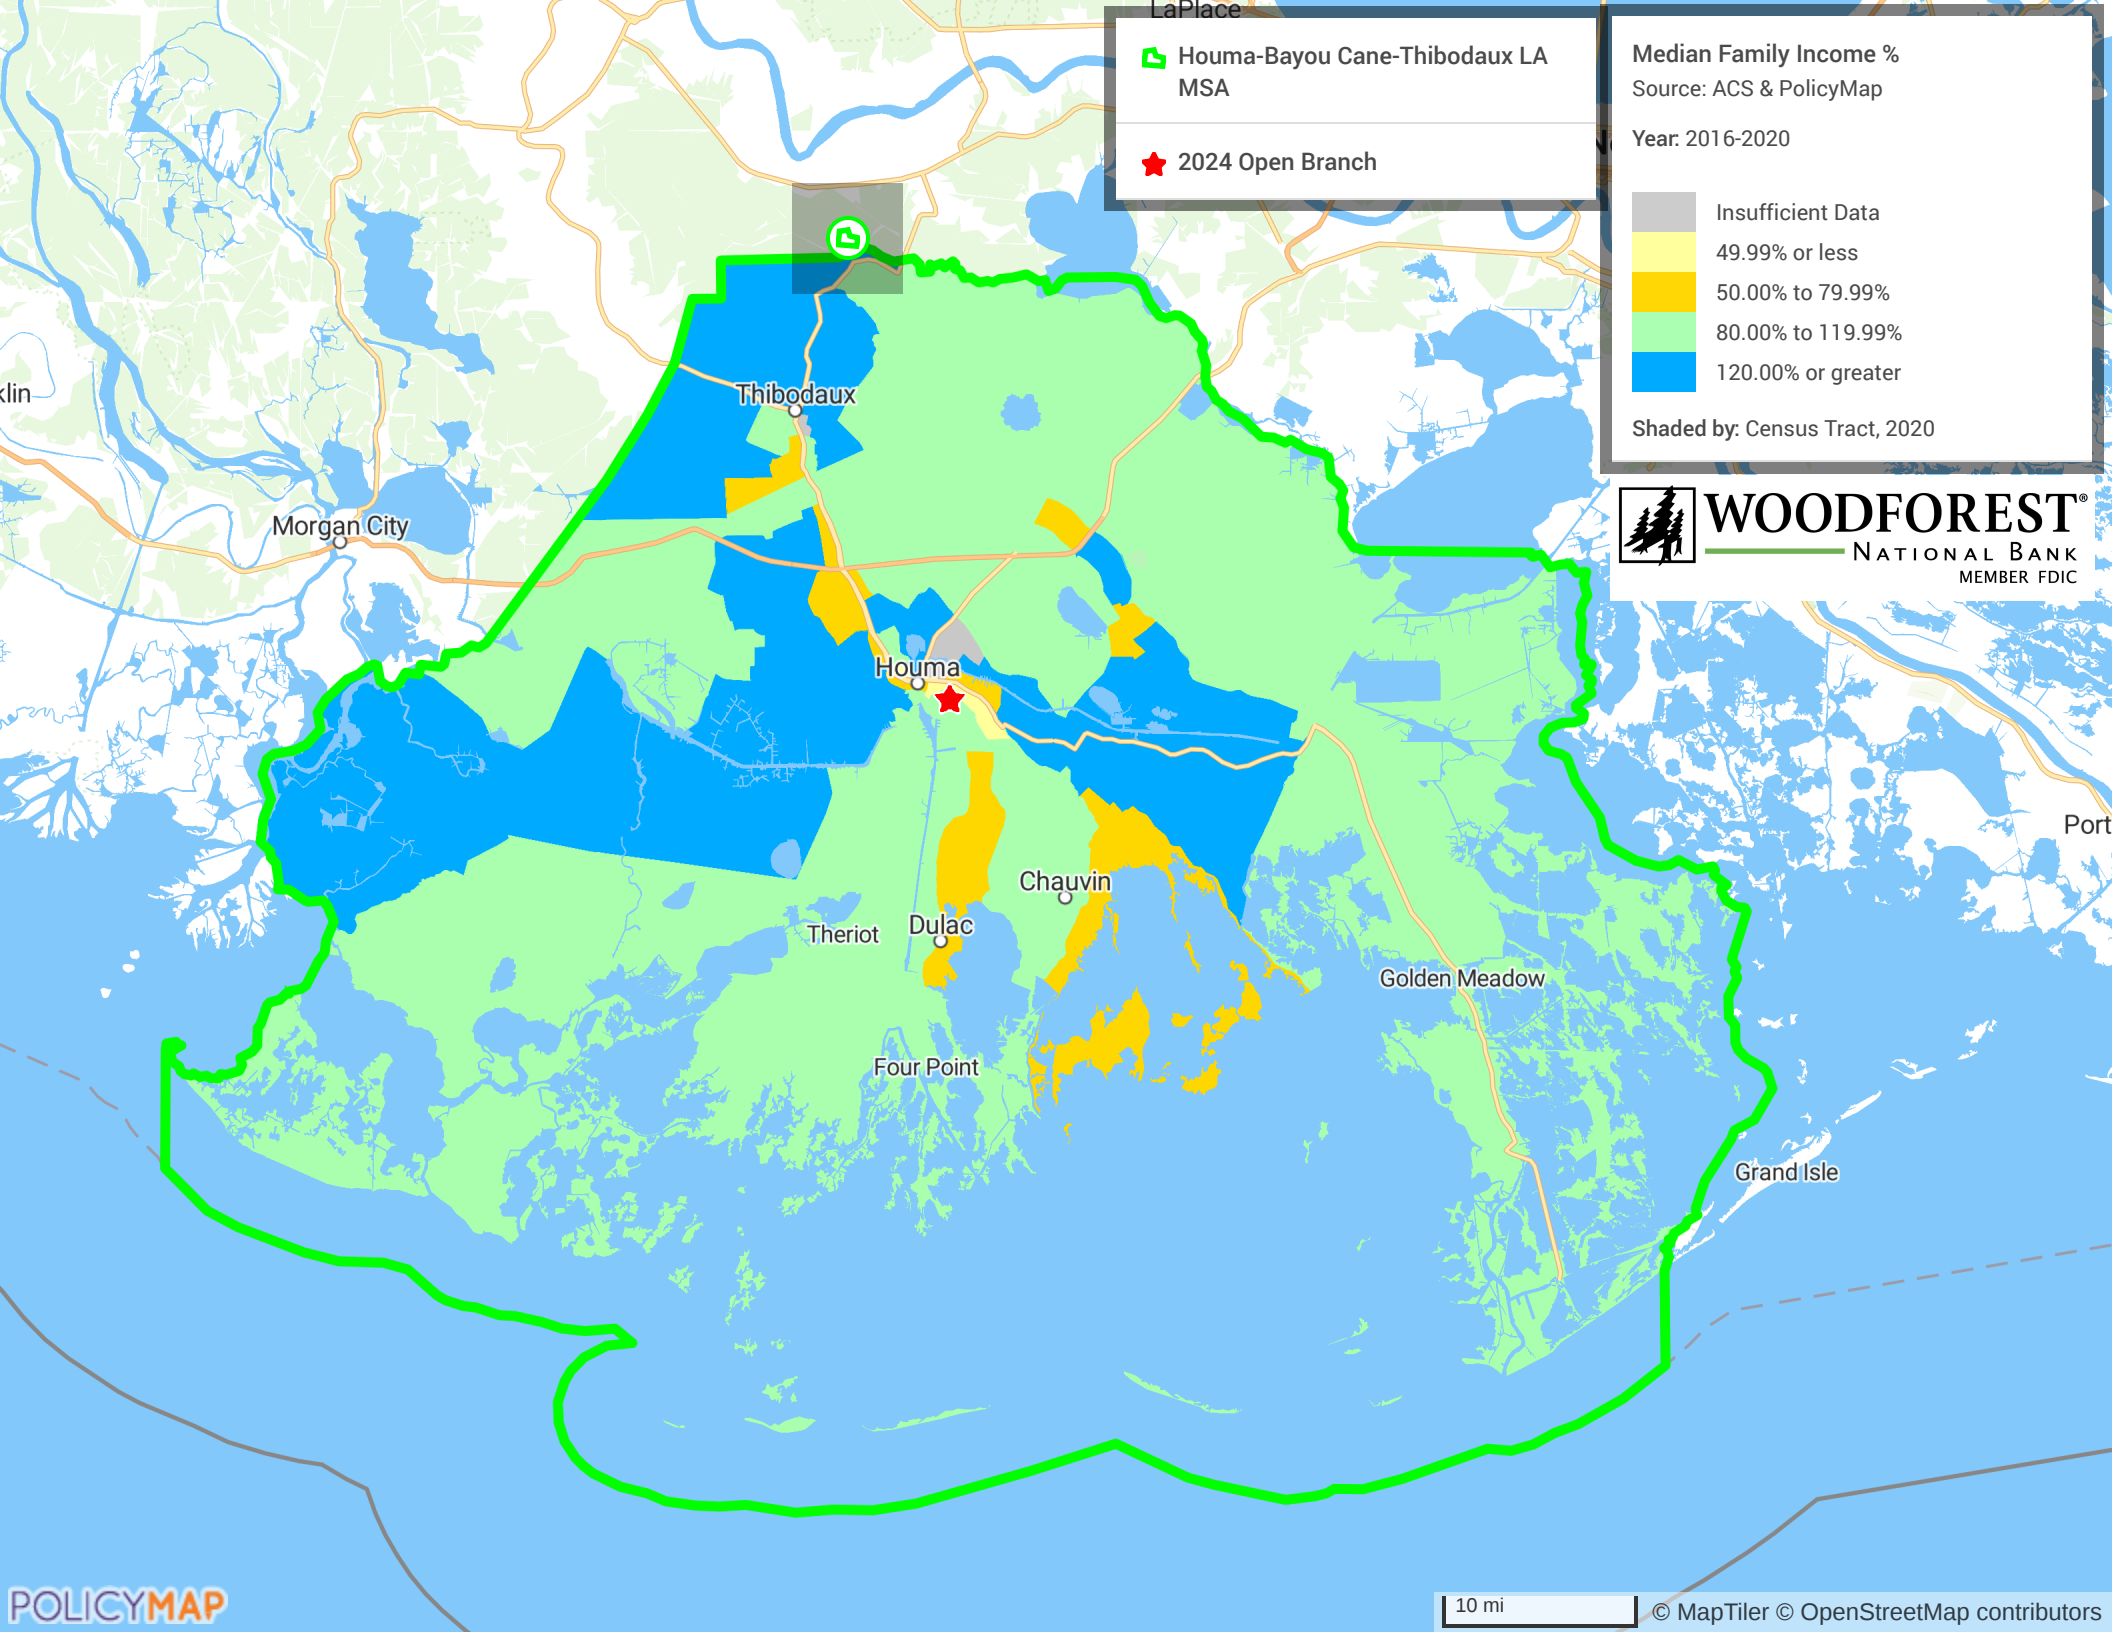 LaPlace
Houma-Bayou Cane-Thibodaux LA
MSA
2024 Open Branch
Median Family Income %
Source: ACS & PolicyMap
Year: 2016-2020
Insufficient Data
49.99% or less
50.00% to 79.99%
80.00% to 119.99%
120.00% or greater
Shaded by: Census Tract, 2020
WOODFOREST®
NATIONAL BANK
MEMBER FDIC
klin
Thibodaux
Morgan City
Houma
Port
Chauvin
Dulac
Theriot
Golden Meadow
Four Point
Grand Isle
POLICYMAP
10 mi
© MapTiler © OpenStreetMap contributors